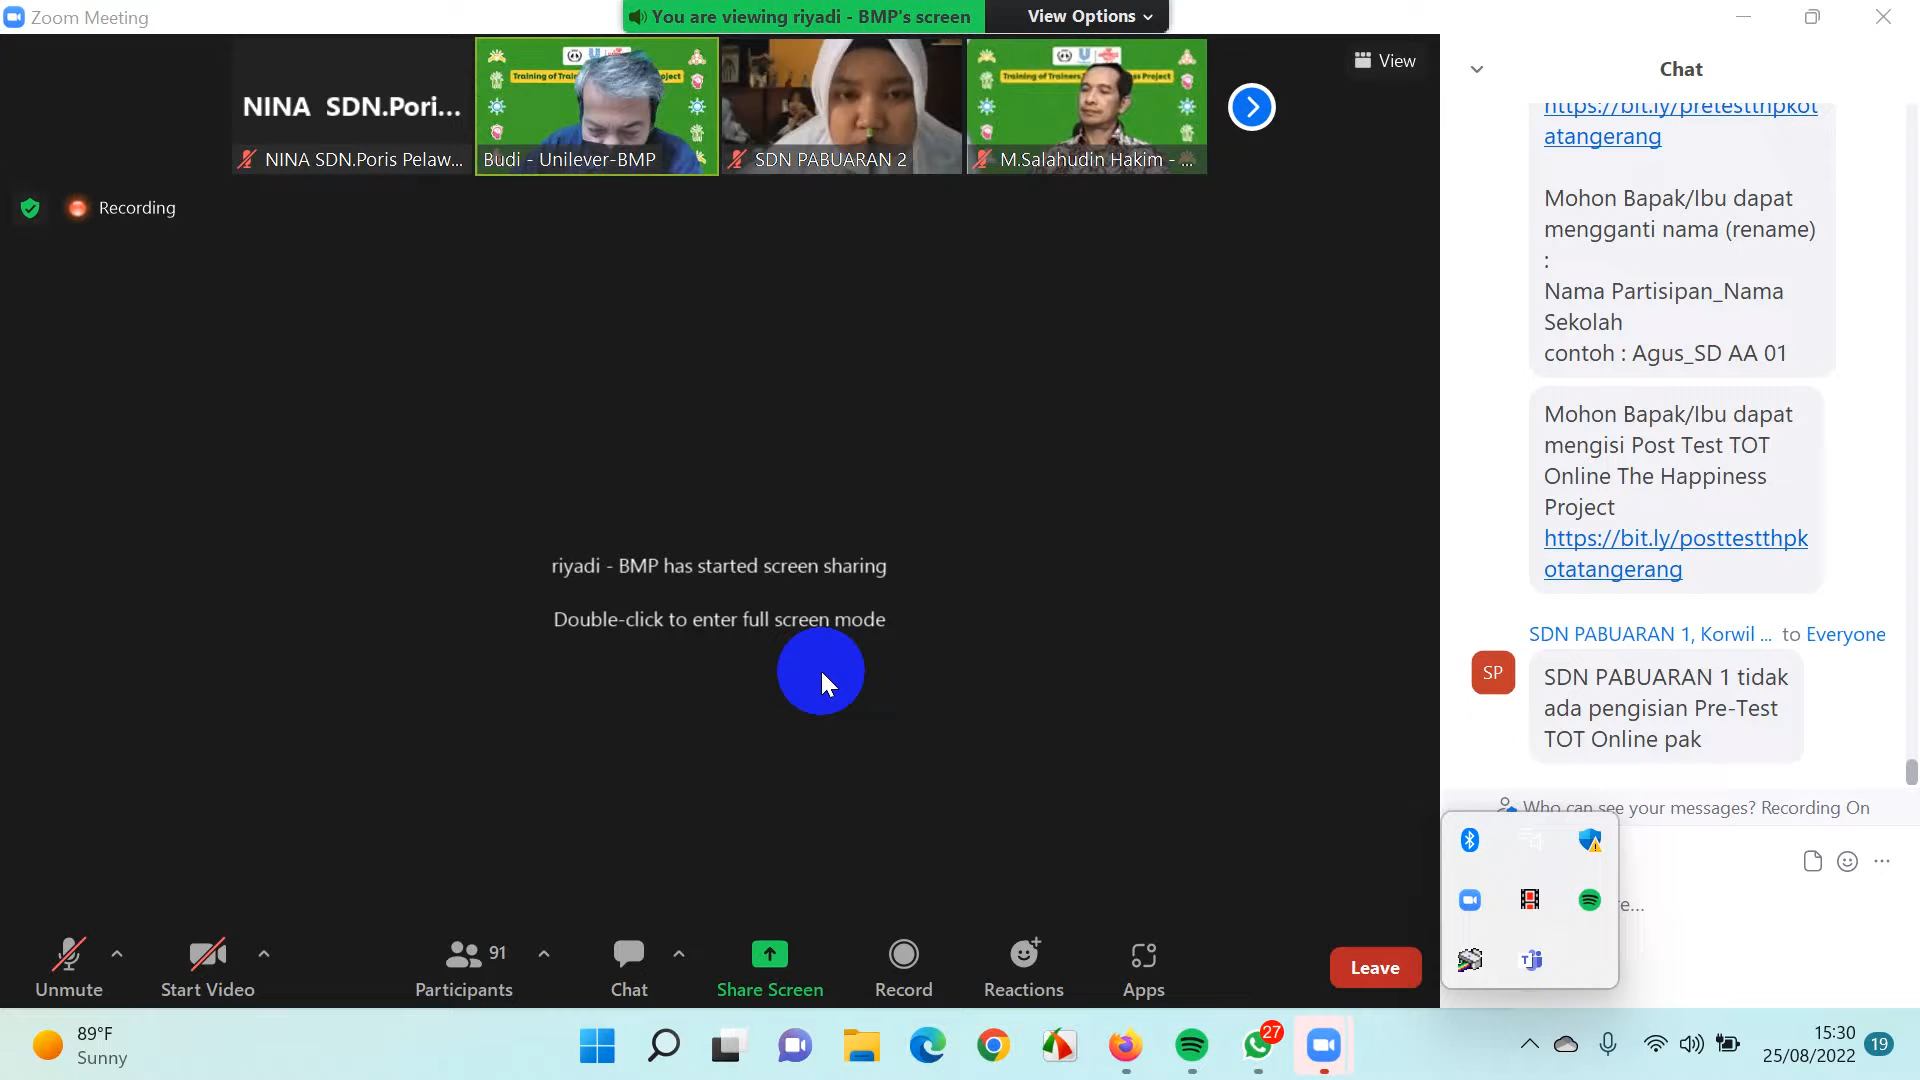 Zoom Meeting
You are viewing riyadi - BMP's screen
View Options
View
NINA SDN.Pori...
NINA SDN.Poris Pelaw...
Budi - Unilever-BMP
SDN PABUARAN 2
M.Salahudin Hakim - ...
Recording
riyadi - BMP has started screen sharing
Double-click to enter full screen mode
Chat
https://bit.ly/pretestthpkot
atangerang
Mohon Bapak/Ibu dapat
mengganti nama (rename)
:
Nama Partisipan_Nama
Sekolah
contoh : Agus_SD AA 01
Mohon Bapak/Ibu dapat
mengisi Post Test TOT
Online The Happiness
Project
https://bit.ly/posttestthpk
otatangerang
SDN PABUARAN 1, Korwil ... to Everyone
SP
SDN PABUARAN 1 tidak
ada pengisian Pre-Test
TOT Online pak
Who can see your messages? Recording On
e...
Unmute
Start Video
91
Participants
Chat
Share Screen
Record
Reactions
Apps
Leave
89°F
Sunny
27
15:30
25/08/2022
19